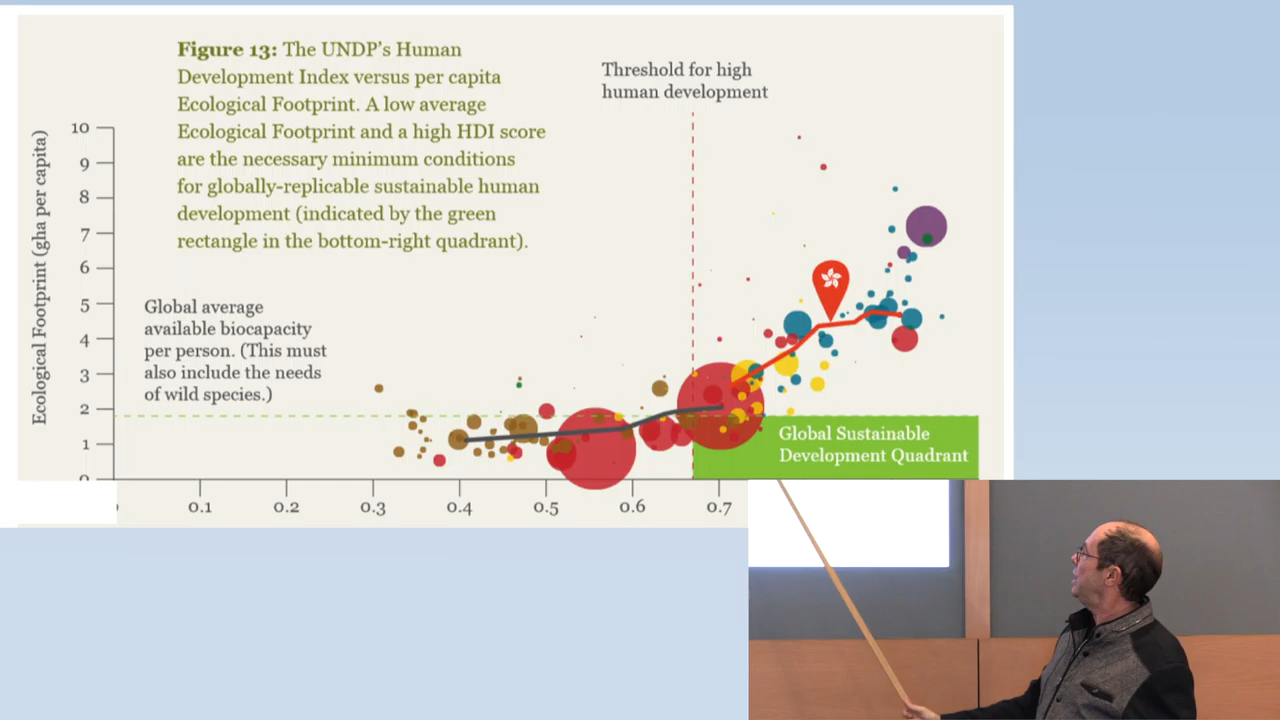 Figure 13: The UNDP's Human
Development Index versus per capita
Ecological Footprint. A low average
Ecological Footprint and a high HDI score
are the necessary minimum conditions
for globally-replicable sustainable human
development (indicated by the green
rectangle in the bottom-right quadrant).
Threshold for high
human development
Ecological Footprint (gha per capita)
10
9
8
7
6
5
4
3
2
1
Global average
available biocapacity
per person. (This must
also include the needs
of wild species.)
Global Sustainable
Development Quadrant
0.1
0.2
0.3
0.4
0.5
0.6
0.7